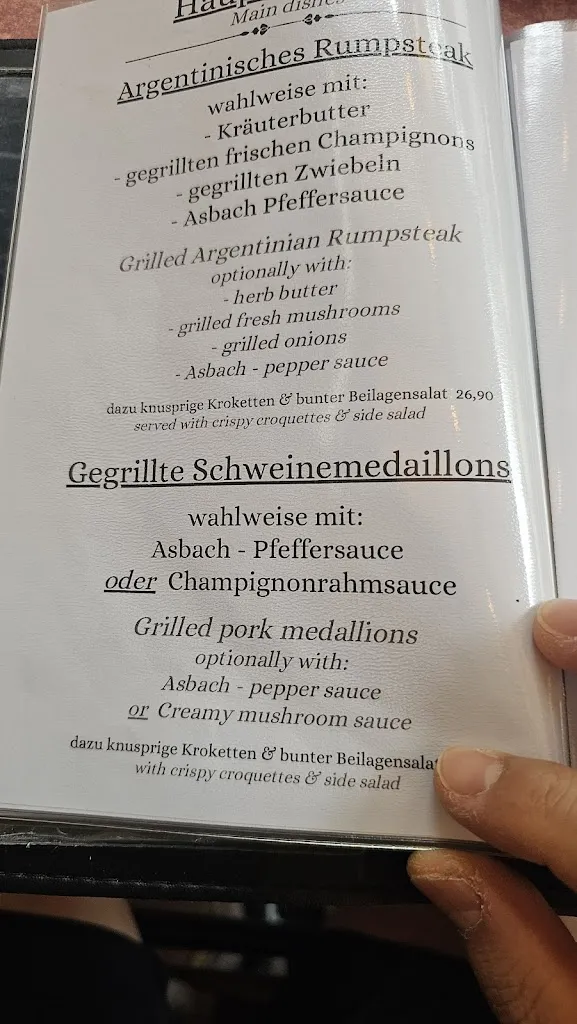 Main dishes
Argentinisches Rumpsteak
wahlweise mit:
- Kräuterbutter
- gegrillten frischen Champignons
- gegrillten Zwiebeln
- Asbach Pfeffersauce
Grilled Argentinian Rumpsteak
optionally with:
- herb butter
- grilled fresh mushrooms
- grilled onions
- Asbach - pepper sauce
dazu knusprige Kroketten & bunter Beilagensalat 26,90
served with crispy croquettes & side salad
Gegrillte Schweinemedaillons
wahlweise mit:
Asbach - Pfeffersauce
oder Champignonrahmsauce
Grilled pork medallions
optionally with:
Asbach - pepper sauce
or Creamy mushroom sauce
dazu knusprige Kroketten & bunter Beilagensalat
with crispy croquettes & side salad